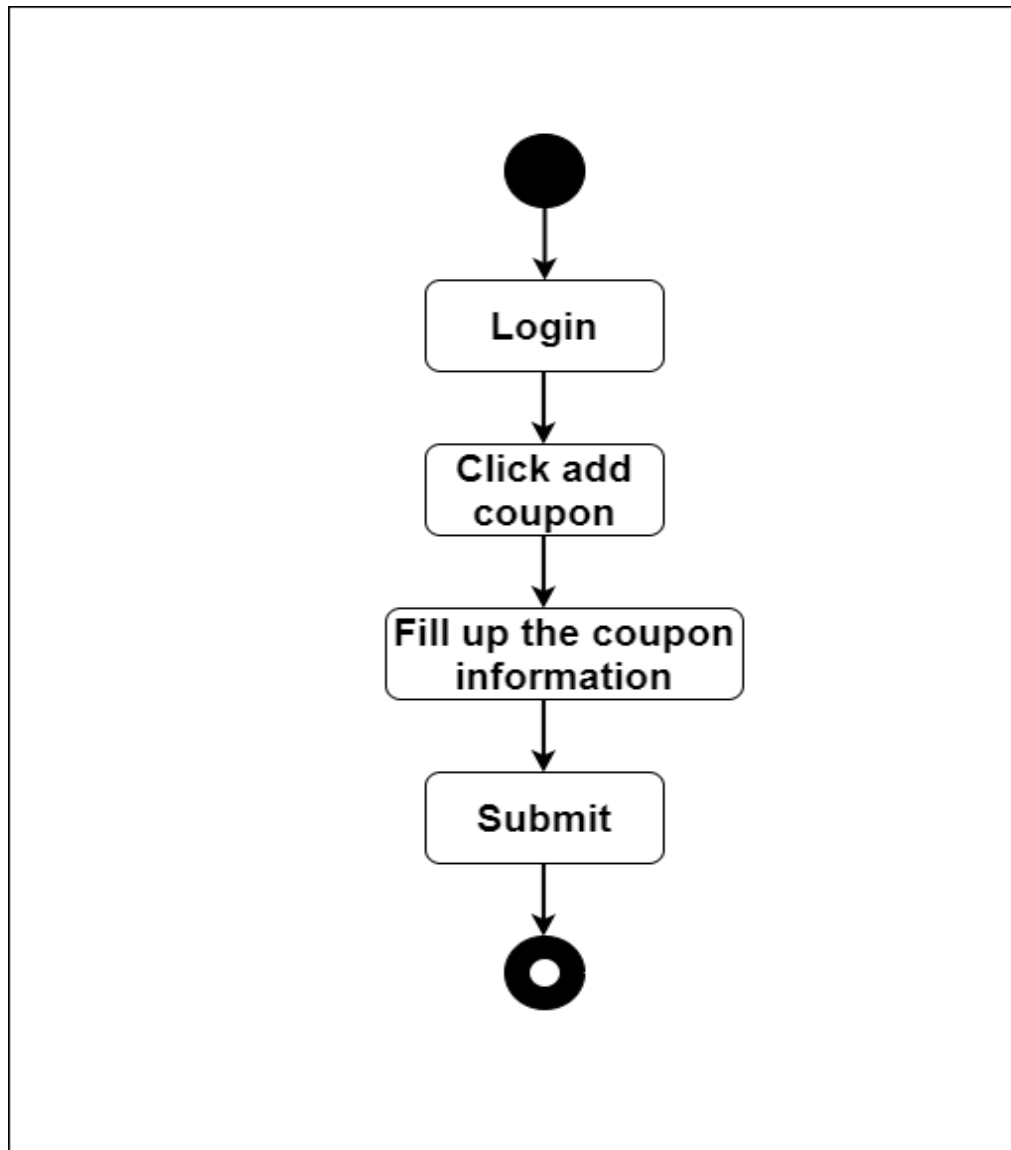 Login
Click add
coupon
Fill up the coupon
information
Submit